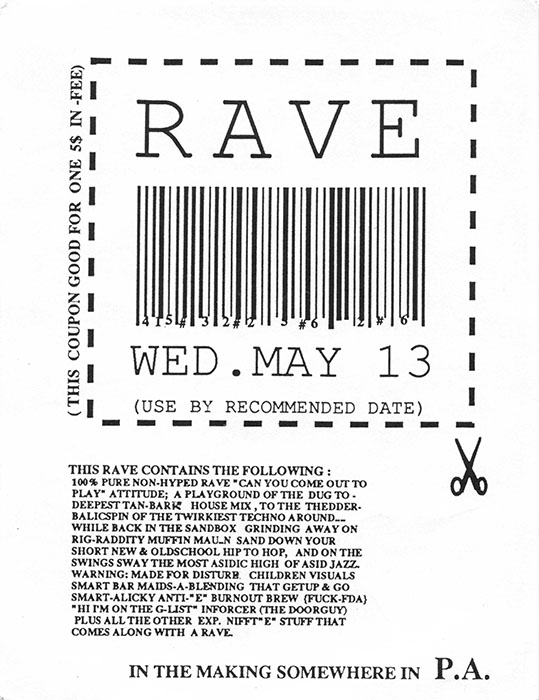 (THIS COUPON GOOD FOR ONE 5$ IN -FEE)
RAVE
415#32#2 5 #6 2 # 6
WED.MAY 13
(USE BY RECOMMENDED DATE)
THIS RAVE CONTAINS THE FOLLOWING :
100% PURE NON-HYPED RAVE "CAN YOU COME OUT TO
PLAY" ATTITUDE; A PLAYGROUND OF THE DUG TO -
DEEPEST TAN-BARK HOUSE MIX , TO THE THEDDER-
BALICSPIN OF THE TWIRKIEST TECHNO AROUND....
WHILE BACK IN THE SANDBOX GRINDING AWAY ON
RIG-RADDITY MUFFIN SAND DOWN YOUR
SHORT NEW & OLDSCHOOL HIP TO HOP, AND ON THE
SWINGS SWAY THE MOST ASIDIC HIGH OF ASID JAZZ.
WARNING: MADE FOR DISTURB. CHILDREN VISUALS
SMART BAR MAIDS-A-BLENDING THAT GETUP & GO
SMART-ALICKY ANTI-"E" BURNOUT BREW {FUCK-FDA}
"HI I'M ON THE G-LIST" INFORCER (THE DOORGUY)
PLUS ALL THE OTHER EXP. NIFFT"E" STUFF THAT
COMES ALONG WITH A RAVE.
IN THE MAKING SOMEWHERE IN P.A.